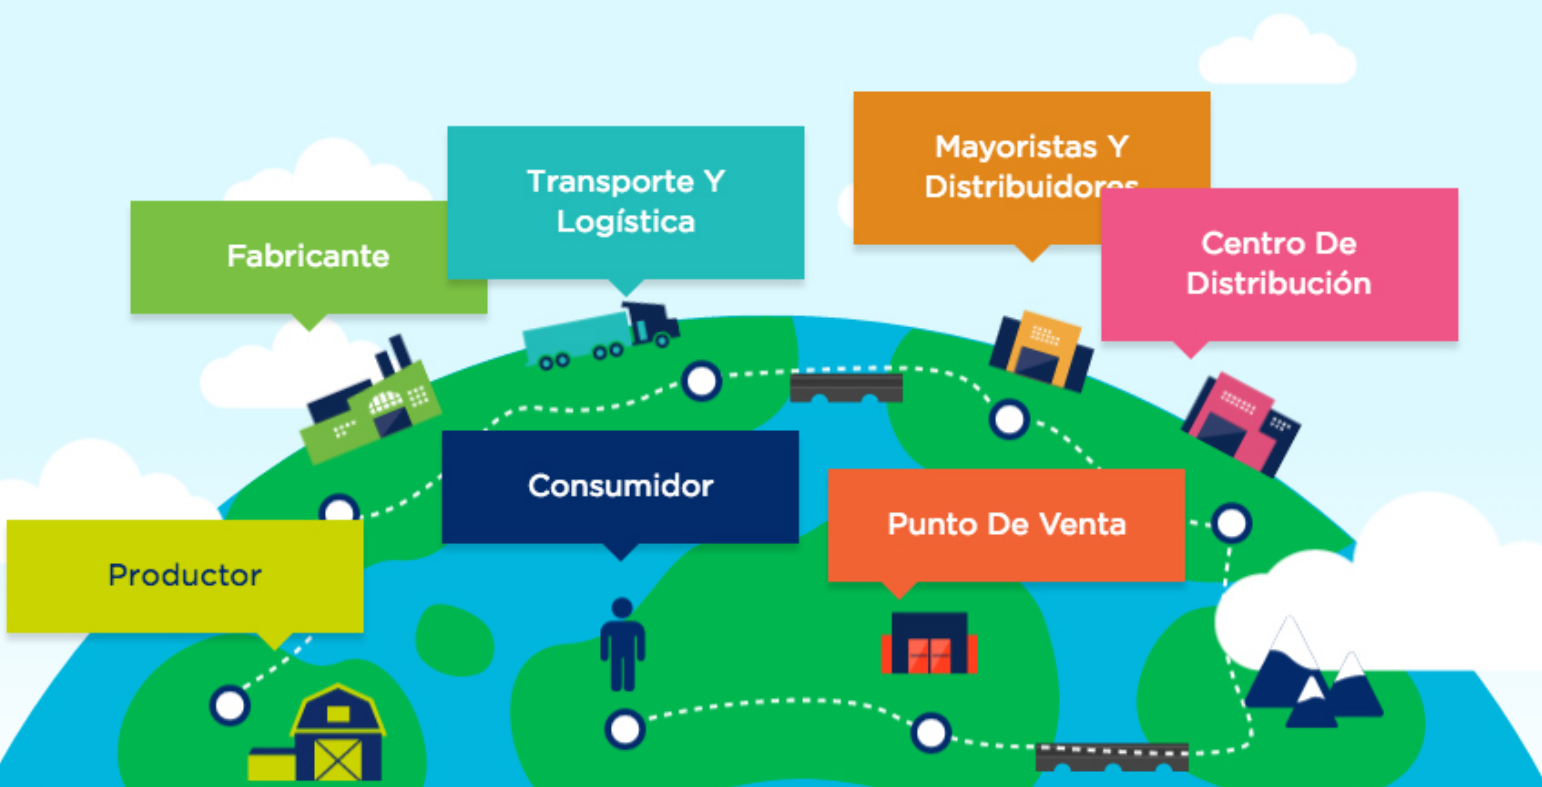 Mayoristas Y
Distribuidores
Transporte Y
Logística
Centro De
Distribución
Fabricante
Consumidor
Punto De Venta
Productor